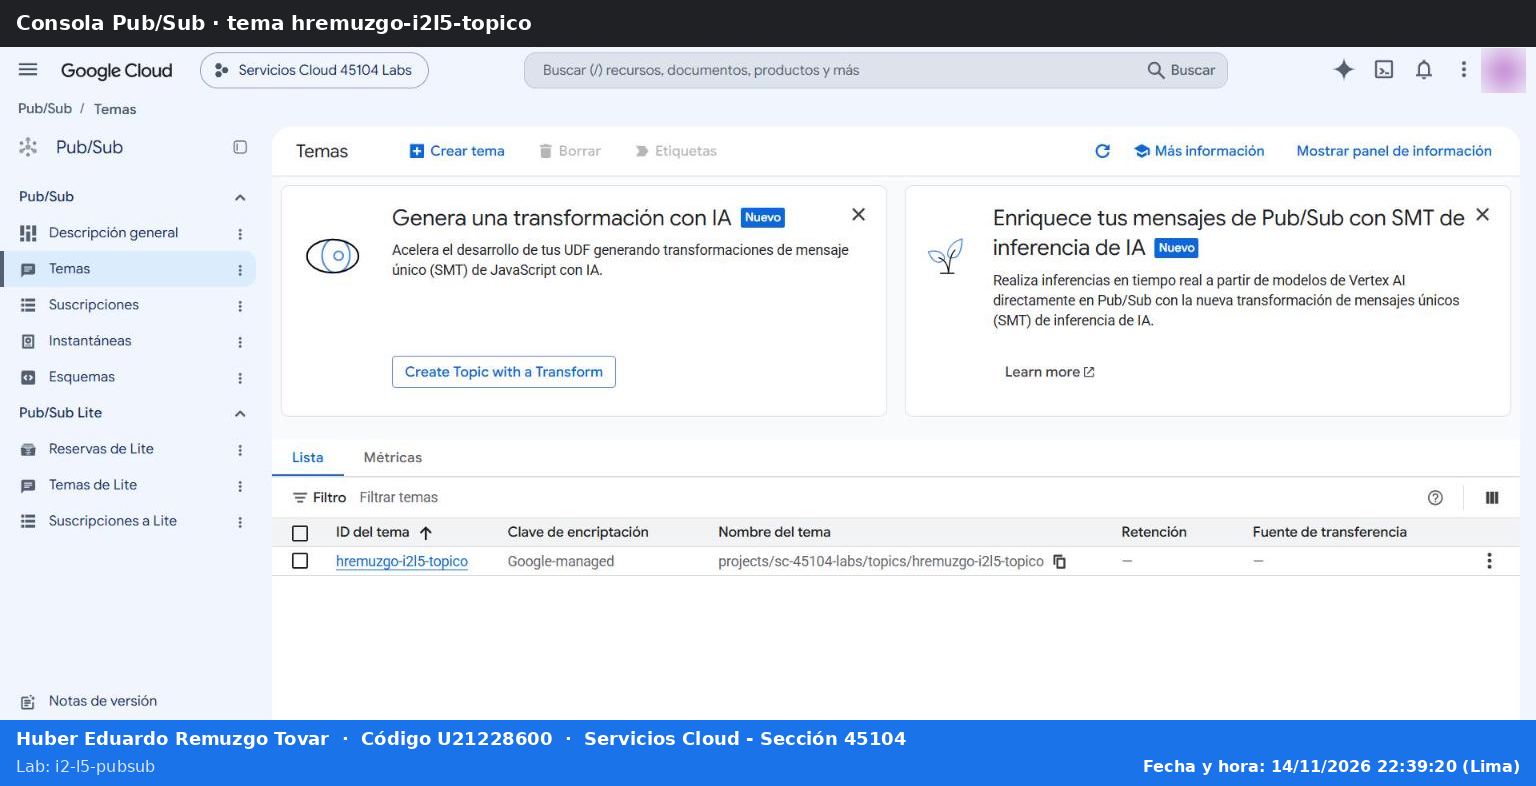 Consola Pub/Sub · tema hremuzgo-i2l5-topico
Google Cloud
Servicios Cloud 45104 Labs
Buscar (/) recursos, documentos, productos y más
Buscar
Pub/Sub / Temas
Pub/Sub
Temas
Crear tema
Borrar
Etiquetas
Más información
Mostrar panel de información
Pub/Sub
Descripción general
Temas
Suscripciones
Instantáneas
Esquemas
Pub/Sub Lite
Reservas de Lite
Temas de Lite
Suscripciones a Lite
Notas de versión
Genera una transformación con IA Nuevo
Acelera el desarrollo de tus UDF generando transformaciones de mensaje
único (SMT) de JavaScript con IA.
Create Topic with a Transform
Enriquece tus mensajes de Pub/Sub con SMT de
inferencia de IA Nuevo
Realiza inferencias en tiempo real a partir de modelos de Vertex AI
directamente en Pub/Sub con la nueva transformación de mensajes únicos
(SMT) de inferencia de IA.
Learn more
Lista Métricas
Filtro Filtrar temas
ID del tema Clave de encriptación Nombre del tema Retención Fuente de transferencia
hremuzgo-i2l5-topico Google-managed projects/sc-45104-labs/topics/hremuzgo-i2l5-topico — —
Huber Eduardo Remuzgo Tovar · Código U21228600 · Servicios Cloud - Sección 45104
Lab: i2-l5-pubsub
Fecha y hora: 14/11/2026 22:39:20 (Lima)